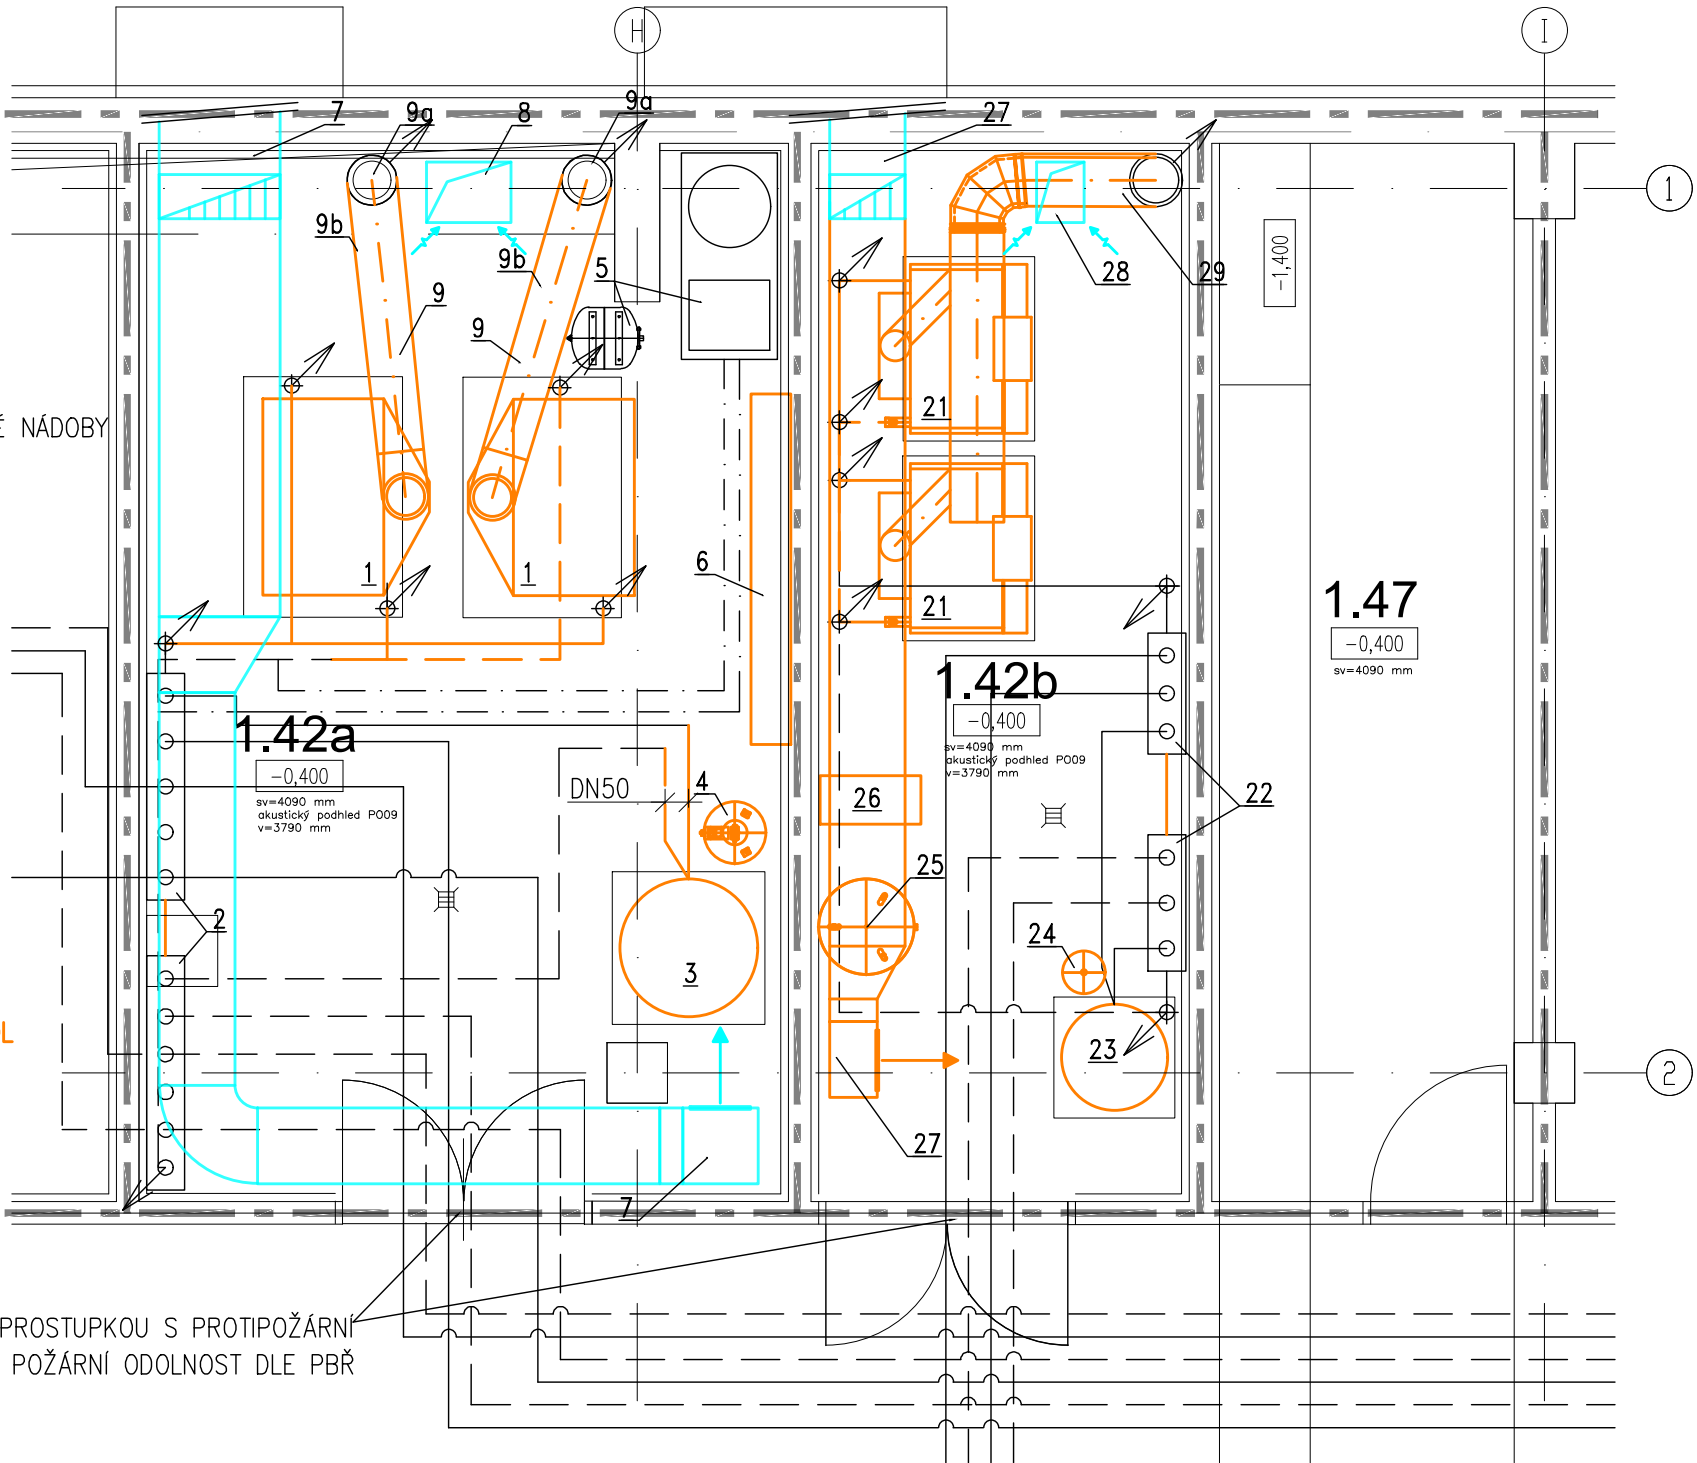 H
I
7
9a
8
9a
27
1
9b
9b
5
28
29
-1,400
9
9
NÁDOBY
21
6
1
1
21
1.47
-0,400
sv=4090 mm
1.42b
-0,400
sv=4090 mm
akustický podhled PO09
v=3790 mm
1.42a
-0,400
sv=4090 mm
akustický podhled PO09
v=3790 mm
DN50
4
26
22
25
2
24
3
L
23
2
27
7
PROSTUPKOU S PROTIPOŽÁRNÍ
POŽÁRNÍ ODOLNOST DLE PBŘ